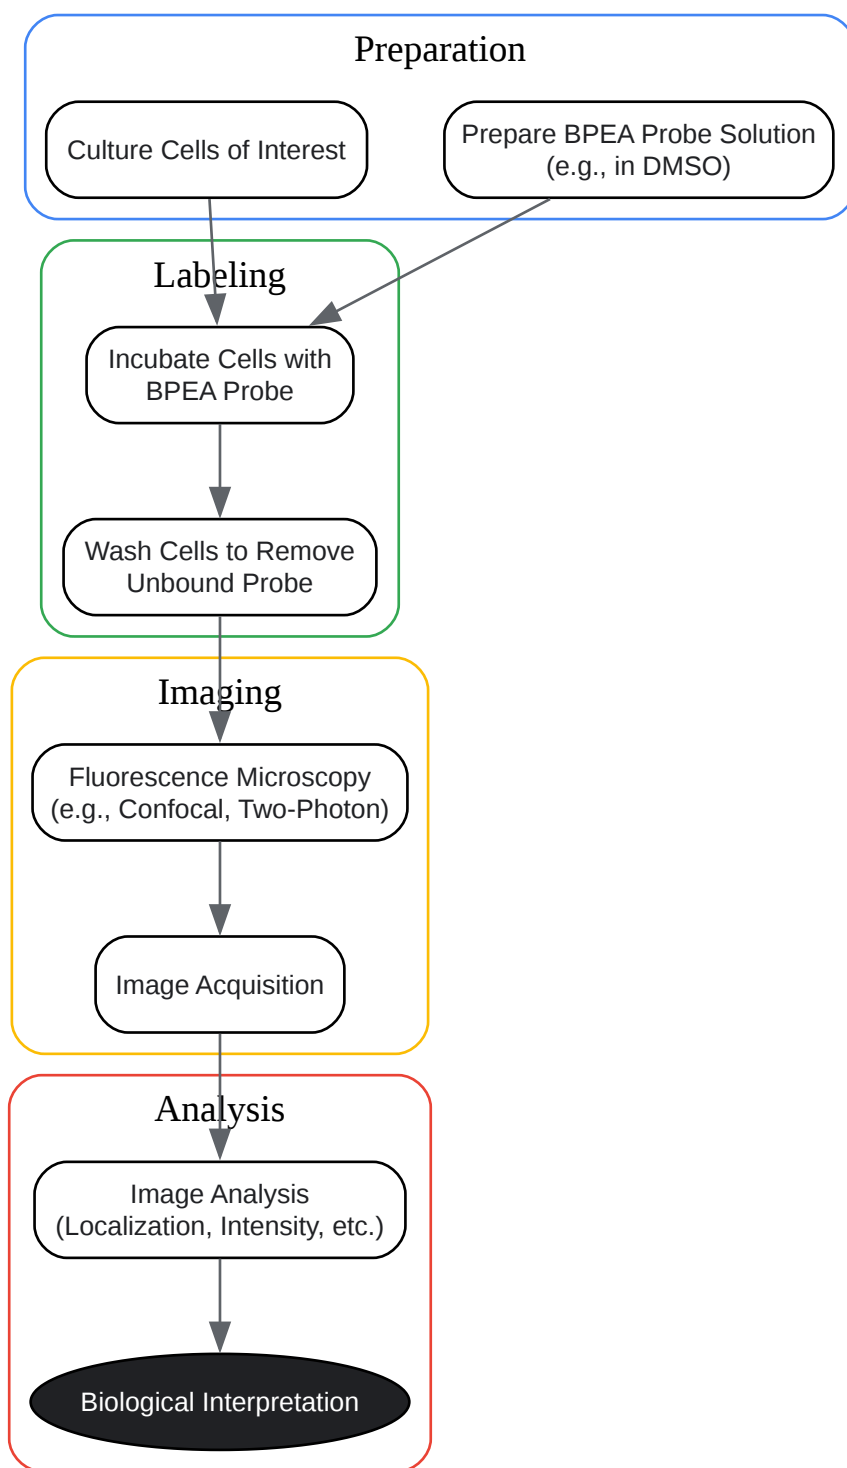 Preparation
Culture Cells of Interest
Prepare BPEA Probe Solution
(e.g., in DMSO)
Labeling
Incubate Cells with
BPEA Probe
Wash Cells to Remove
Unbound Probe
Imaging
Fluorescence Microscopy
(e.g., Confocal, Two-Photon)
Image Acquisition
Analysis
Image Analysis
(Localization, Intensity, etc.)
Biological Interpretation